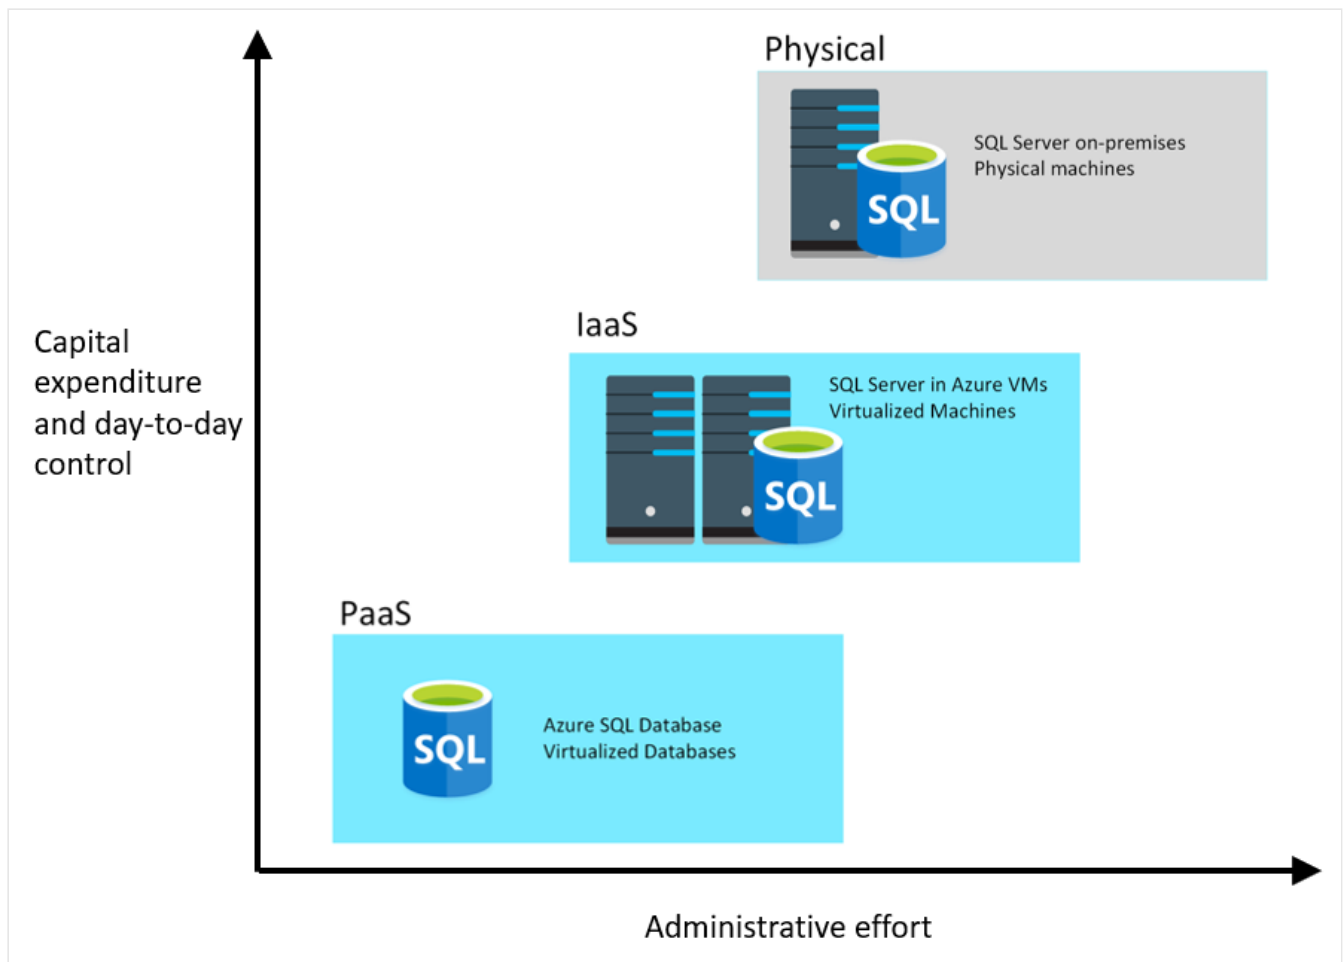 Physical
SQL Server on-premises
Physical machines
SQL
IaaS
SQL Server in Azure VMs
Virtualized Machines
SQL
Capital
expenditure
and day-to-day
control
PaaS
Azure SQL Database
Virtualized Databases
SQL
Administrative effort